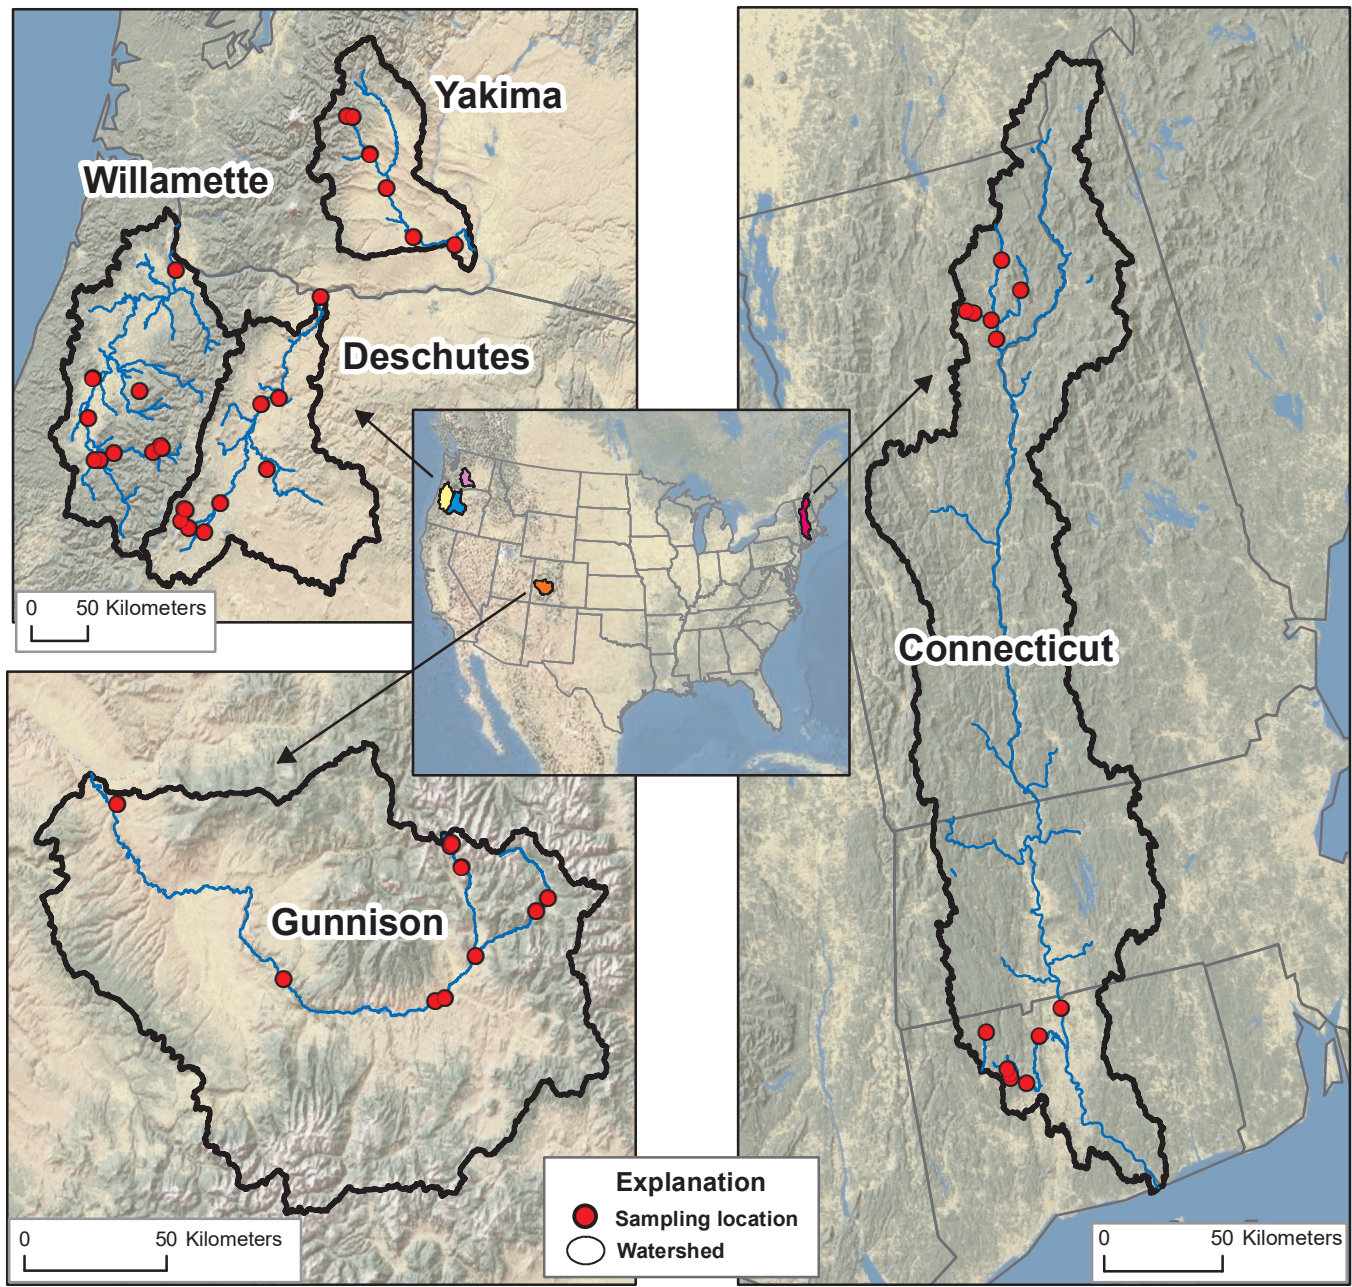 Yakima
Willamette
Deschutes
0 50 Kilometers
Connecticut
Gunnison
0 50 Kilometers
Explanation
Sampling location
Watershed
0 50 Kilometers